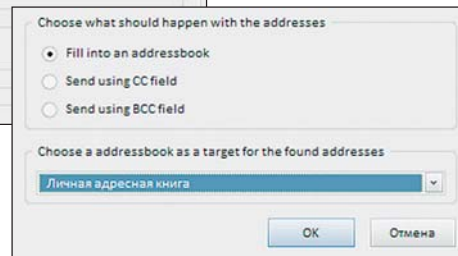 Choose what should happen with the addresses
Fill into an addressbook
Send using CC field
Send using BCC field
Choose a addressbook as a target for the found addresses
Личная адресная книга
OK
Отмена